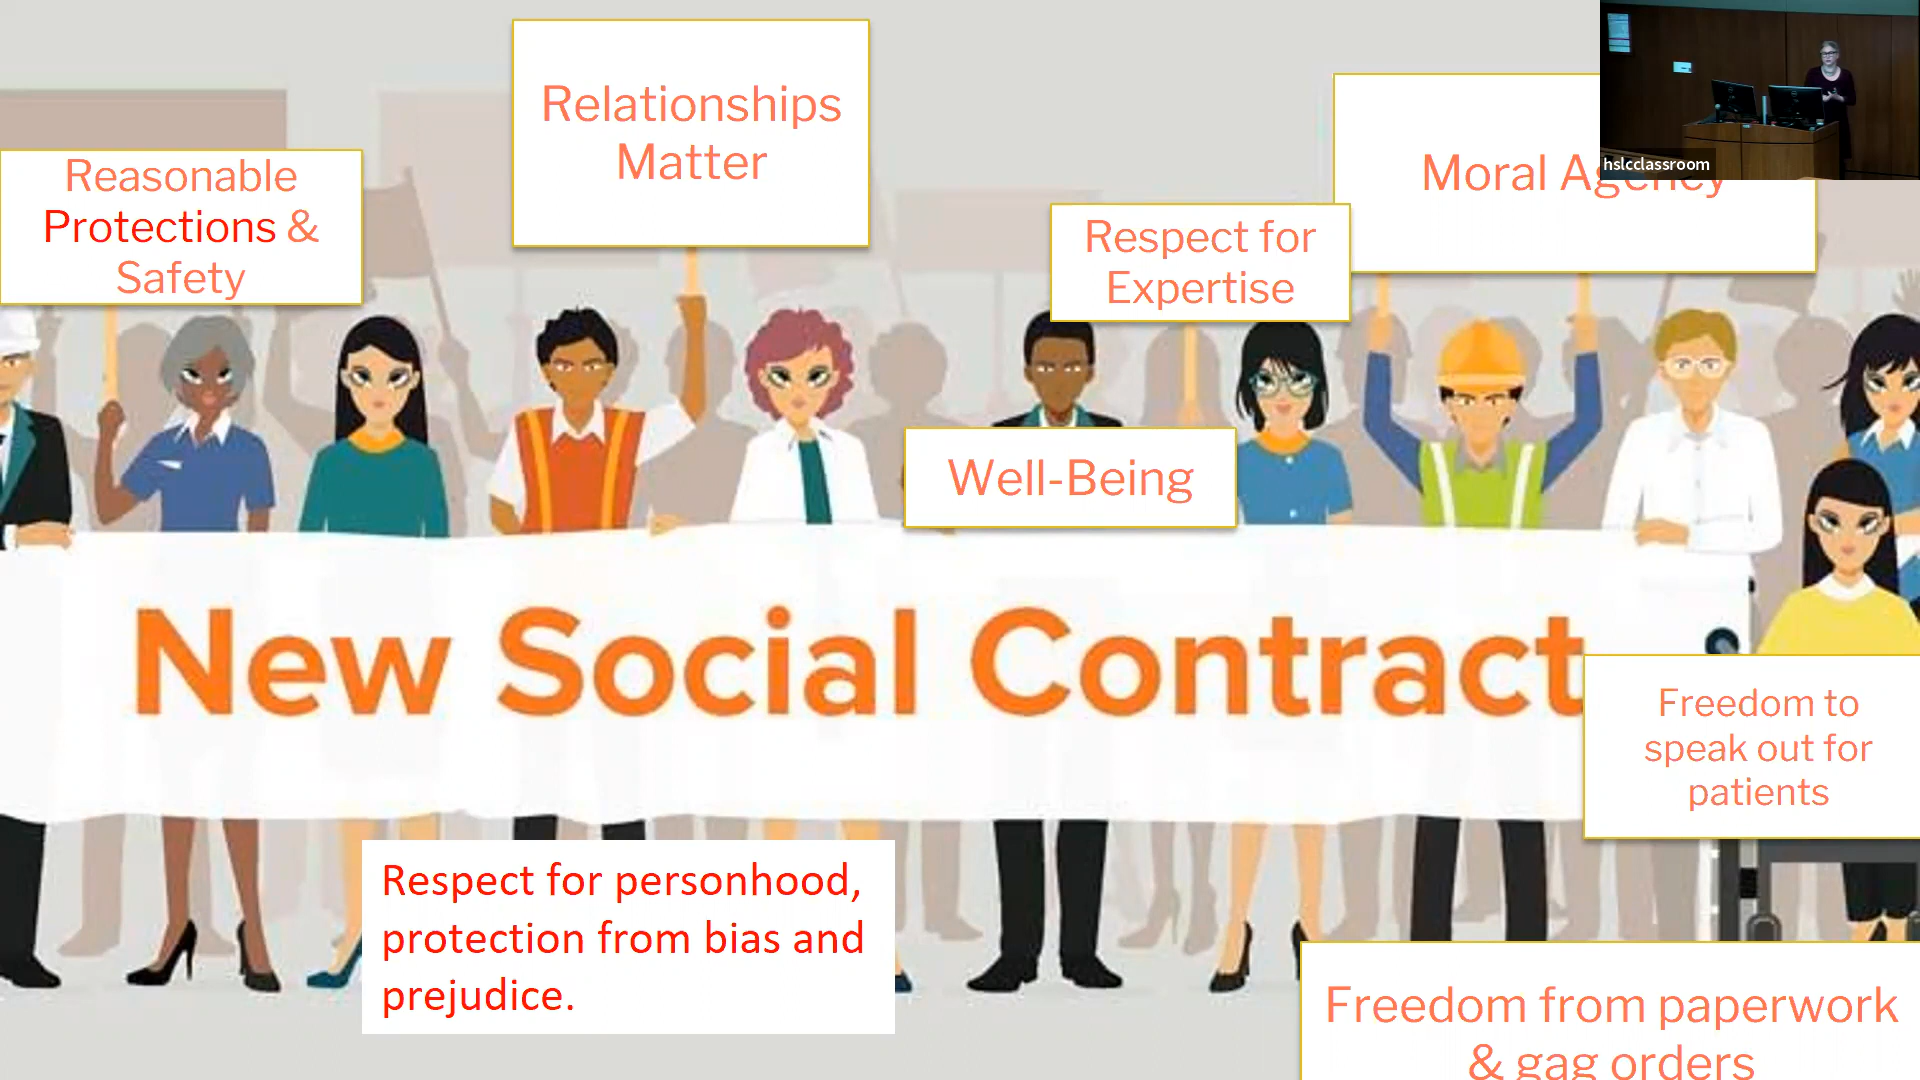 Relationships
Matter
Reasonable
Protections &
Safety
Moral Agency
hslcclassroom
Respect for
Expertise
Well-Being
New Social Contract
Freedom to
speak out for
patients
Respect for personhood,
protection from bias and
prejudice.
Freedom from paperwork
& gag orders